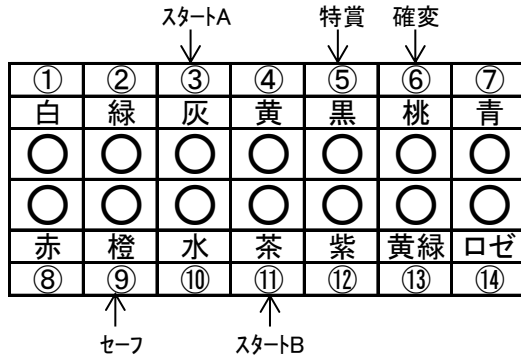 スタートA 特賞 確変
① ② ③ ④ ⑤ ⑥ ⑦
白 緑 灰 黄 黒 桃 青
赤 橙 水 茶 紫 黄緑 ロゼ
⑧ ⑨ ⑩ ⑪ ⑫ ⑬ ⑭
セーフ スタートB